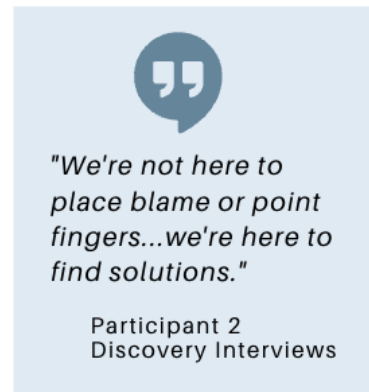 "We're not here to
place blame or point
fingers...we're here to
find solutions."
Participant 2
Discovery Interviews